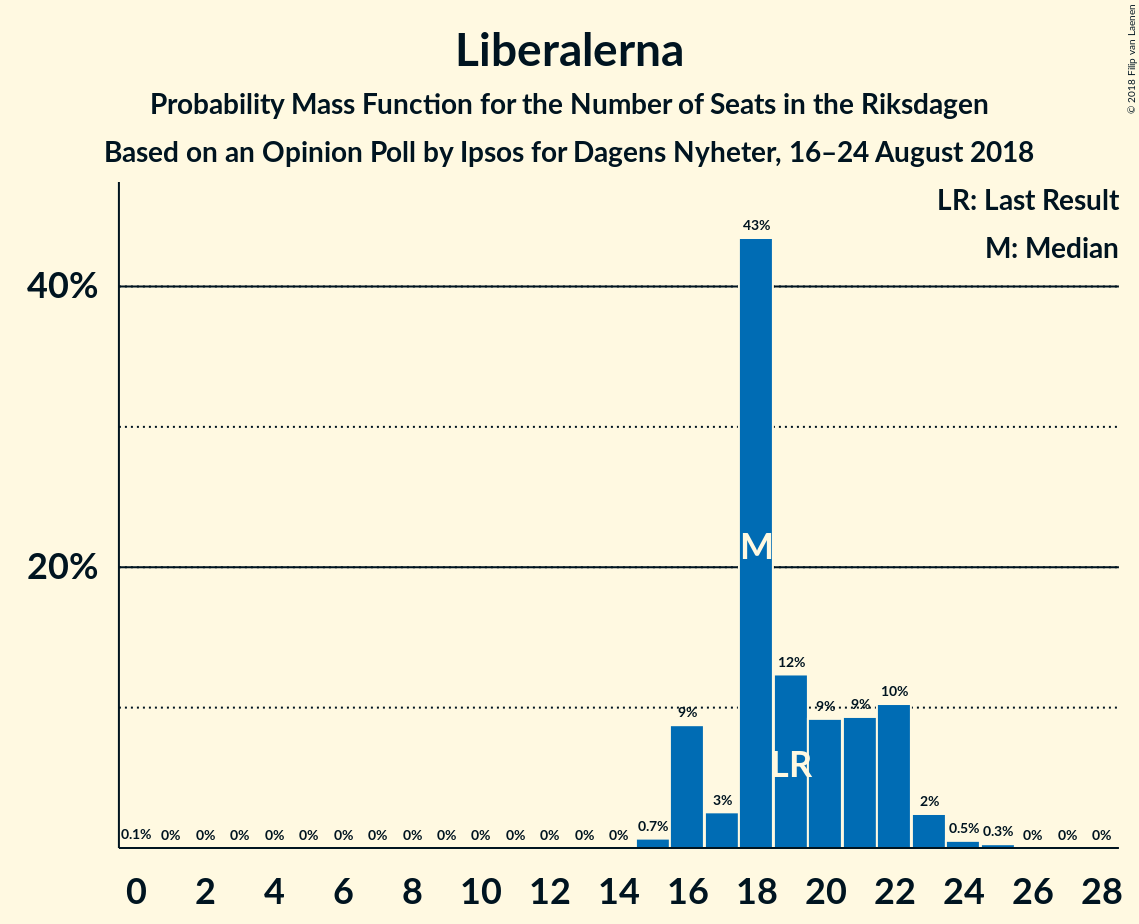 © 2018 Filip van Laenen
Liberalerna
Probability Mass Function for the Number of Seats in the Riksdagen
Based on an Opinion Poll by Ipsos for Dagens Nyheter, 16–24 August 2018
LR: Last Result
M: Median
40%
20%
0.1% 0% 0% 0% 0% 0% 0% 0% 0% 0% 0% 0% 0% 0% 0% 0.7% 9% 3% 43% 12% 9% 9% 10% 2% 0.5% 0.3% 0% 0% 0%
M
LR
0 2 4 6 8 10 12 14 16 18 20 22 24 26 28